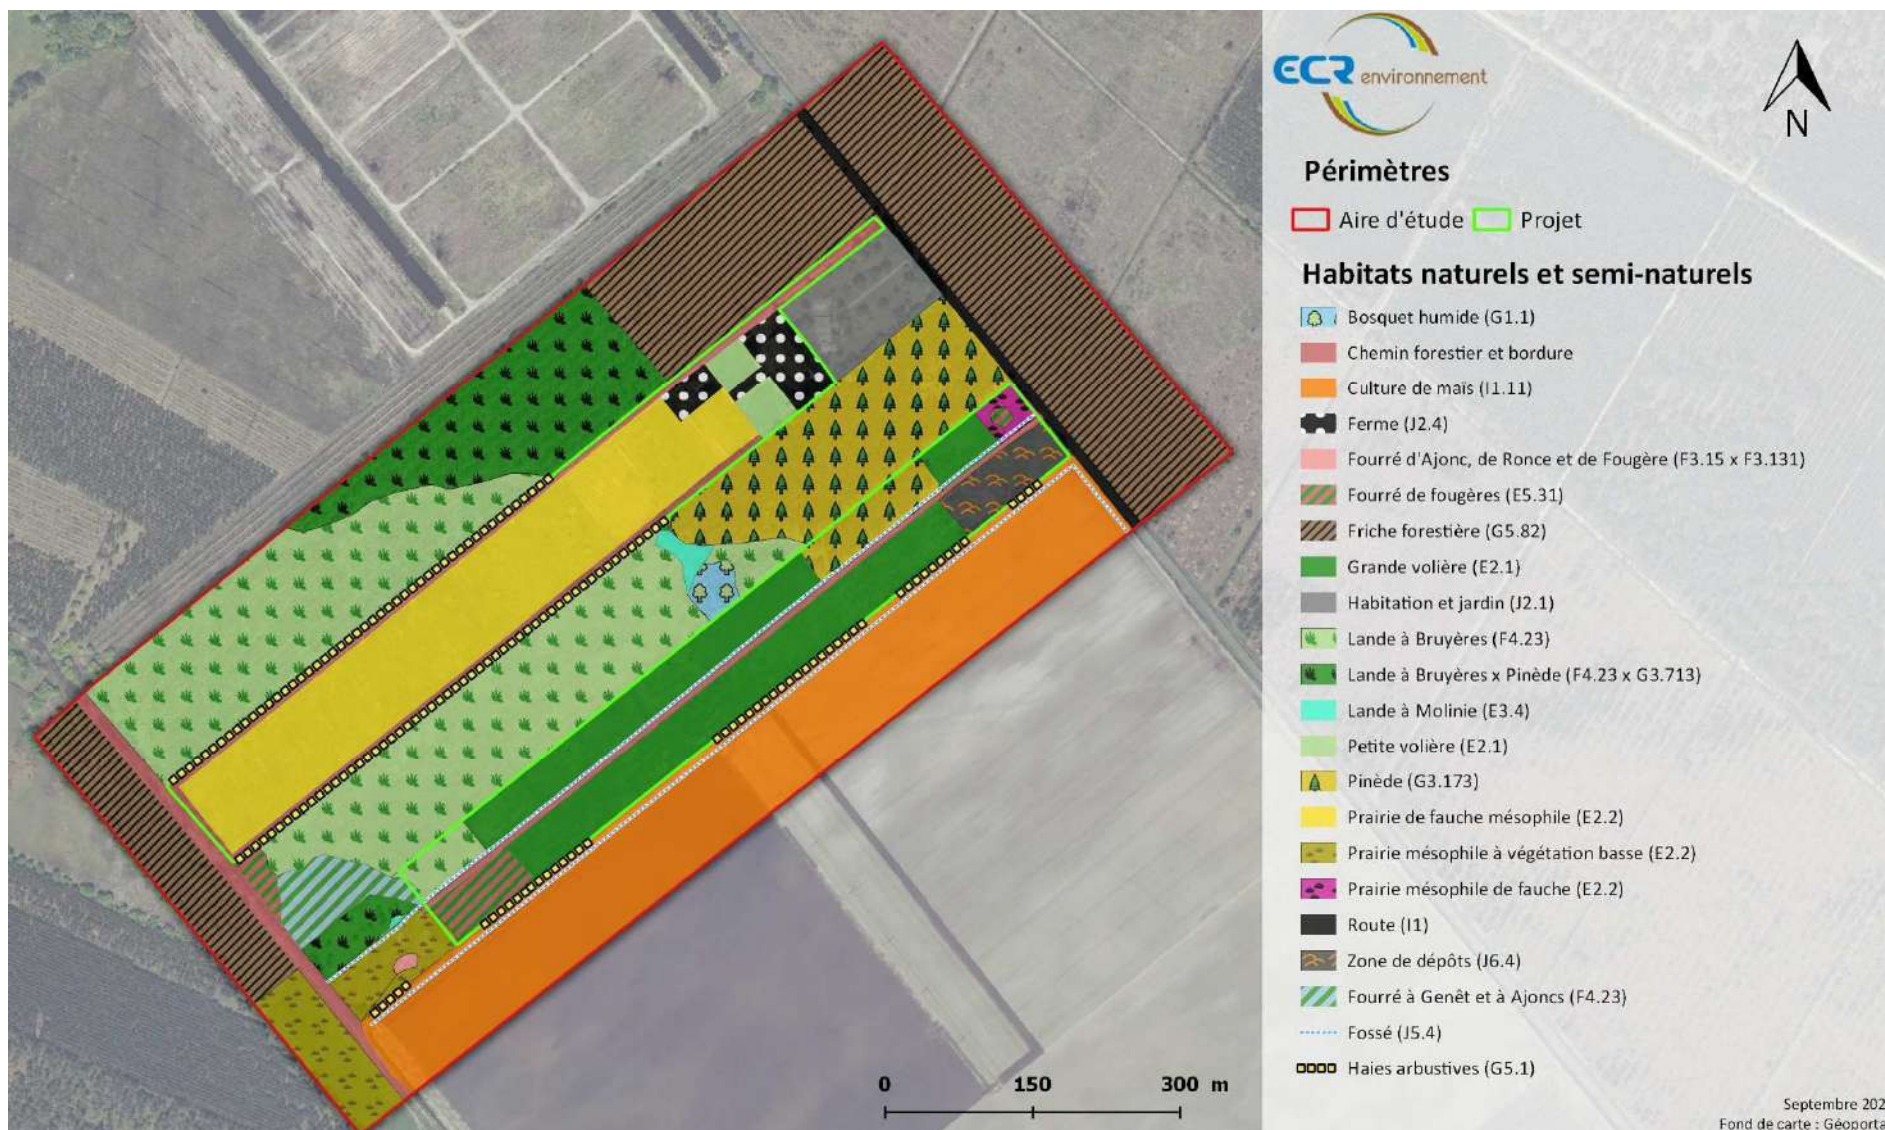 ECR environnement
N
Périmètres
Aire d'étude Projet
Habitats naturels et semi-naturels
Bosquet humide (G1.1)
Chemin forestier et bordure
Culture de maïs (I1.11)
Ferme (J2.4)
Fourré d'Ajonc, de Ronce et de Fougère (F3.15 x F3.131)
Fourré de fougères (E5.31)
Friche forestière (G5.82)
Grande volière (E2.1)
Habitation et jardin (J2.1)
Lande à Bruyères (F4.23)
Lande à Bruyères x Pinède (F4.23 x G3.713)
Lande à Molinie (E3.4)
Petite volière (E2.1)
Pinède (G3.173)
Prairie de fauche mésophile (E2.2)
Prairie mésophile à végétation basse (E2.2)
Prairie mésophile de fauche (E2.2)
Route (I1)
Zone de dépôts (J6.4)
Fourré à Genêt et à Ajoncs (F4.23)
Fossé (J5.4)
Haies arbustives (G5.1)
0 150 300 m
Septembre 202
Fond de carte : Géoporta